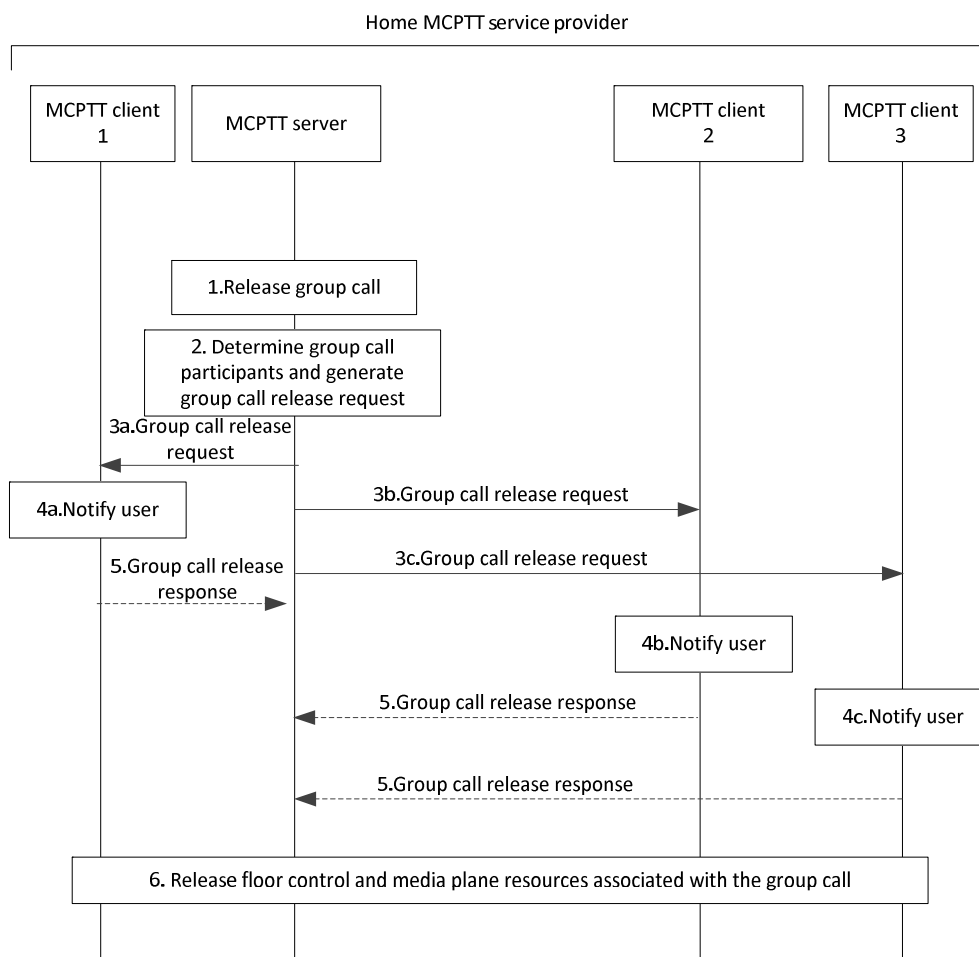 Home MCPTT service provider
MCPTT client
1
MCPTT server
MCPTT client
2
MCPTT client
3
1.Release group call
2. Determine group call
participants and generate
group call release request
3a.Group call release
request
4a.Notify user
3b.Group call release request
3c.Group call release request
5.Group call release
response
4b.Notify user
5.Group call release response
4c.Notify user
5.Group call release response
6. Release floor control and media plane resources associated with the group call